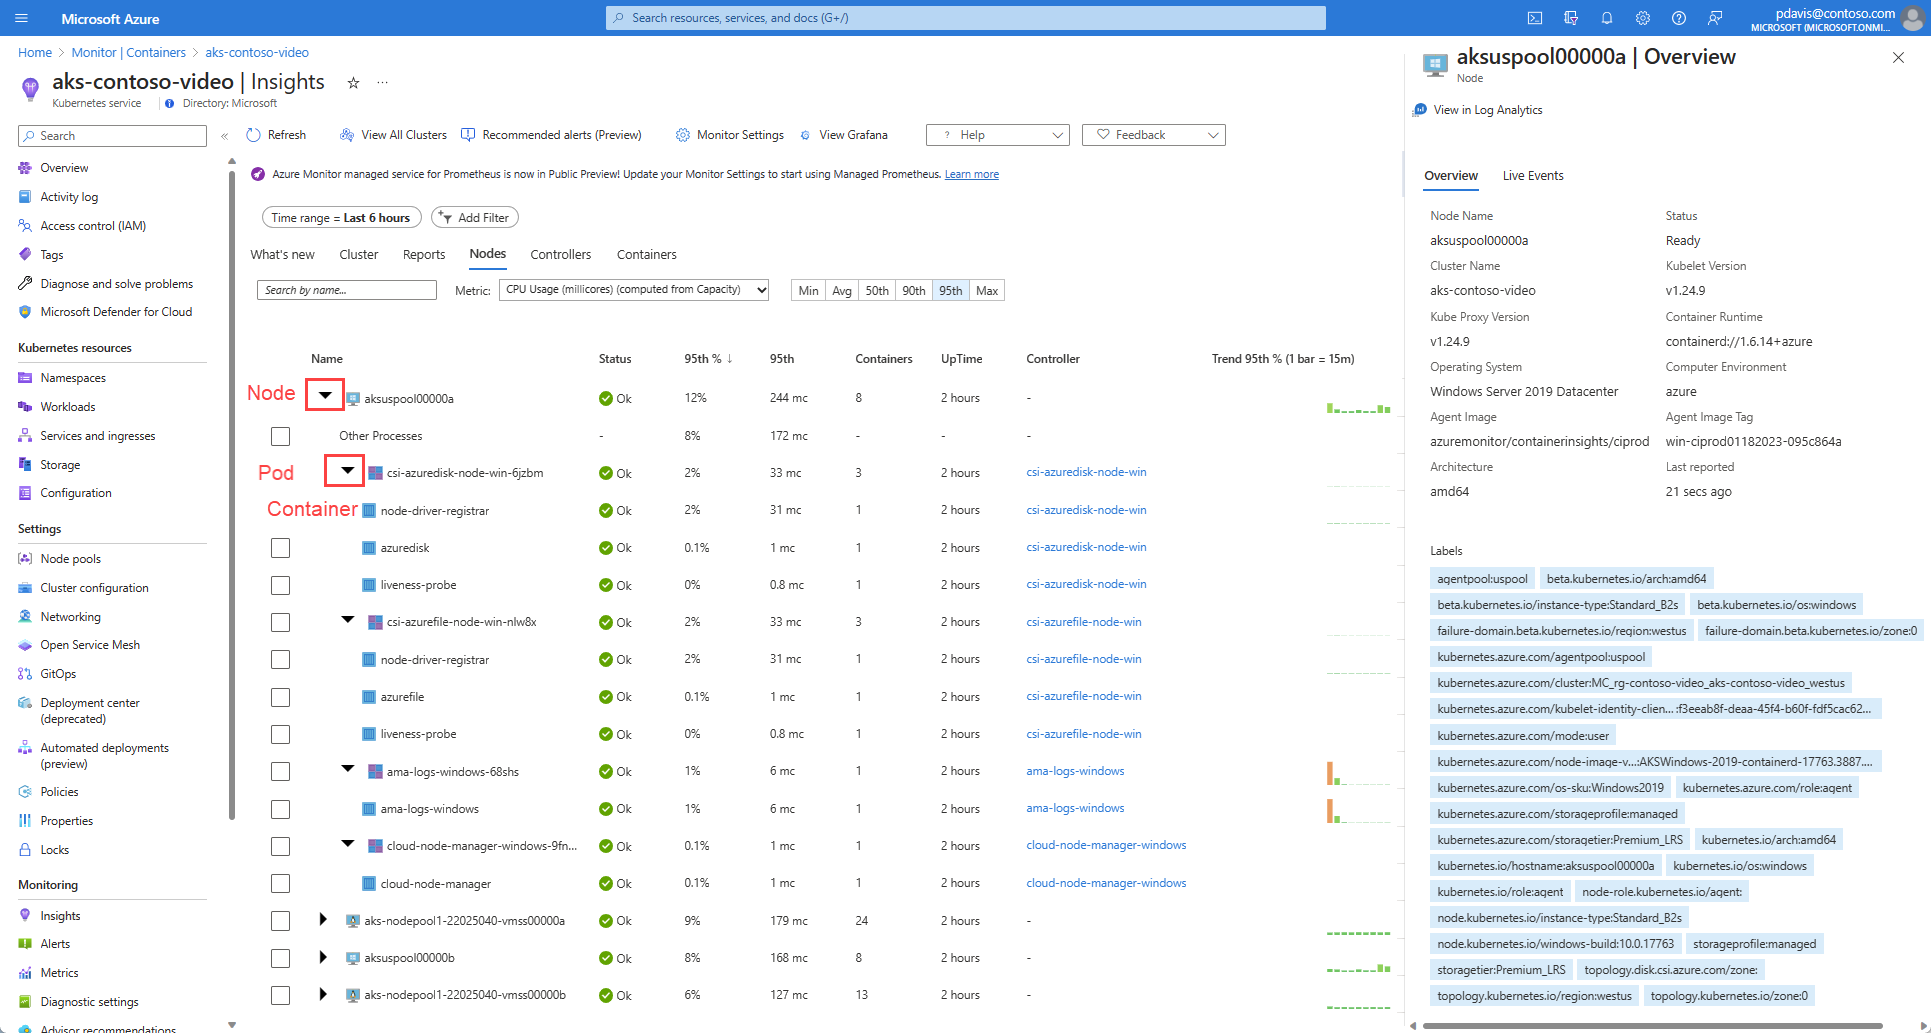 Microsoft Azure
Search resources, services, and docs (G+/)
pdavis@contoso.com
MICROSOFT (MICROSOFT.ONMI...
Home > Monitor | Containers > aks-contoso-video
aks-contoso-video | Insights
Kubernetes service
Directory: Microsoft
Search
Overview
Activity log
Access control (IAM)
Tags
Diagnose and solve problems
Microsoft Defender for Cloud
Kubernetes resources
Namespaces
Workloads
Services and ingresses
Storage
Configuration
Settings
Node pools
Cluster configuration
Networking
Open Service Mesh
GitOps
Deployment center
(deprecated)
Automated deployments
(preview)
Policies
Properties
Locks
Monitoring
Insights
Alerts
Metrics
Diagnostic settings
Advisor recommendations
Refresh View All Clusters Recommended alerts (Preview) Monitor Settings View Grafana ? Help Feedback
Azure Monitor managed service for Prometheus is now in Public Preview! Update your Monitor Settings to start using Managed Prometheus. Learn more
Time range = Last 6 hours Add Filter
What's new Cluster Reports Nodes Controllers Containers
Search by name... Metric: CPU Usage (millicores) (computed from Capacity) Min Avg 50th 90th 95th Max
Name Status 95th % ↓ 95th Containers UpTime Controller Trend 95th % (1 bar = 15m)
Node aksuspool00000a Ok 12% 244 mc 8 2 hours -
Other Processes - 8% 172 mc - - -
Pod csi-azuredisk-node-win-6jzbm Ok 2% 33 mc 3 2 hours csi-azuredisk-node-win
Container node-driver-registrar Ok 2% 31 mc 1 2 hours csi-azuredisk-node-win
azuredisk Ok 0.1% 1 mc 1 2 hours csi-azuredisk-node-win
liveness-probe Ok 0% 0.8 mc 1 2 hours csi-azuredisk-node-win
csi-azurefile-node-win-nlw8x Ok 2% 33 mc 3 2 hours csi-azurefile-node-win
node-driver-registrar Ok 2% 31 mc 1 2 hours csi-azurefile-node-win
azurefile Ok 0.1% 1 mc 1 2 hours csi-azurefile-node-win
liveness-probe Ok 0% 0.8 mc 1 2 hours csi-azurefile-node-win
ama-logs-windows-68shs Ok 1% 6 mc 1 2 hours ama-logs-windows
ama-logs-windows Ok 1% 6 mc 1 2 hours ama-logs-windows
cloud-node-manager-windows-9fn... Ok 0.1% 1 mc 1 2 hours cloud-node-manager-windows
cloud-node-manager Ok 0.1% 1 mc 1 2 hours cloud-node-manager-windows
aks-nodepool1-22025040-vmss00000a Ok 9% 179 mc 24 2 hours -
aksuspool00000b Ok 8% 168 mc 8 2 hours -
aks-nodepool1-22025040-vmss00000b Ok 6% 127 mc 13 2 hours -
aksuspool00000a | Overview
Node
View in Log Analytics
Overview Live Events
Node Name Status
aksuspool00000a Ready
Cluster Name Kubelet Version
aks-contoso-video v1.24.9
Kube Proxy Version Container Runtime
v1.24.9 containerd://1.6.14+azure
Operating System Computer Environment
Windows Server 2019 Datacenter azure
Agent Image Agent Image Tag
azuremonitor/containerinsights/ciprod win-ciprod01182023-095c864a
Architecture Last reported
amd64 21 secs ago
Labels
agentpool:uspool beta.kubernetes.io/arch:amd64
beta.kubernetes.io/instance-type:Standard_B2s beta.kubernetes.io/os:windows
failure-domain.beta.kubernetes.io/region:westus failure-domain.beta.kubernetes.io/zone:0
kubernetes.azure.com/agentpool:uspool
kubernetes.azure.com/cluster:MC_rg-contoso-video_aks-contoso-video_westus
kubernetes.azure.com/kubelet-identity-clien... :f3eeab8f-deaa-45f4-b60f-fdf5cac62...
kubernetes.azure.com/mode:user
kubernetes.azure.com/node-image-v...:AKSWindows-2019-containerd-17763.3887....
kubernetes.azure.com/os-sku:Windows2019 kubernetes.azure.com/role:agent
kubernetes.azure.com/storageprofile:managed
kubernetes.azure.com/storagetier:Premium_LRS kubernetes.io/arch:amd64
kubernetes.io/hostname:aksuspool00000a kubernetes.io/os:windows
kubernetes.io/role:agent node-role.kubernetes.io/agent:
node.kubernetes.io/instance-type:Standard_B2s
node.kubernetes.io/windows-build:10.0.17763 storageprofile:managed
storagetier:Premium_LRS topology.disk.csi.azure.com/zone:
topology.kubernetes.io/region:westus topology.kubernetes.io/zone:0